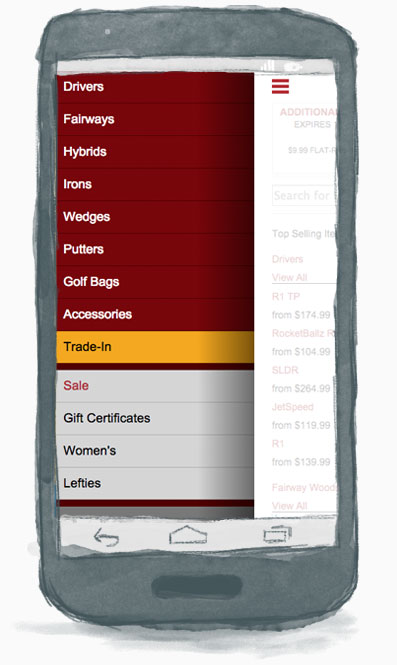 Drivers
Fairways
Hybrids
Irons
Wedges
Putters
Golf Bags
Accessories
Trade-In
Sale
Gift Certificates
Women's
Lefties
ADDITIONAL
EXPIRES
$9.99 FLAT-
Search for
Top Selling Ite
Drivers
View All
R1 TP
from $174.99
RocketBallz R
from $104.99
SLDR
from $264.99
JetSpeed
from $119.99
R1
from $139.99
Fairway Wood
View All